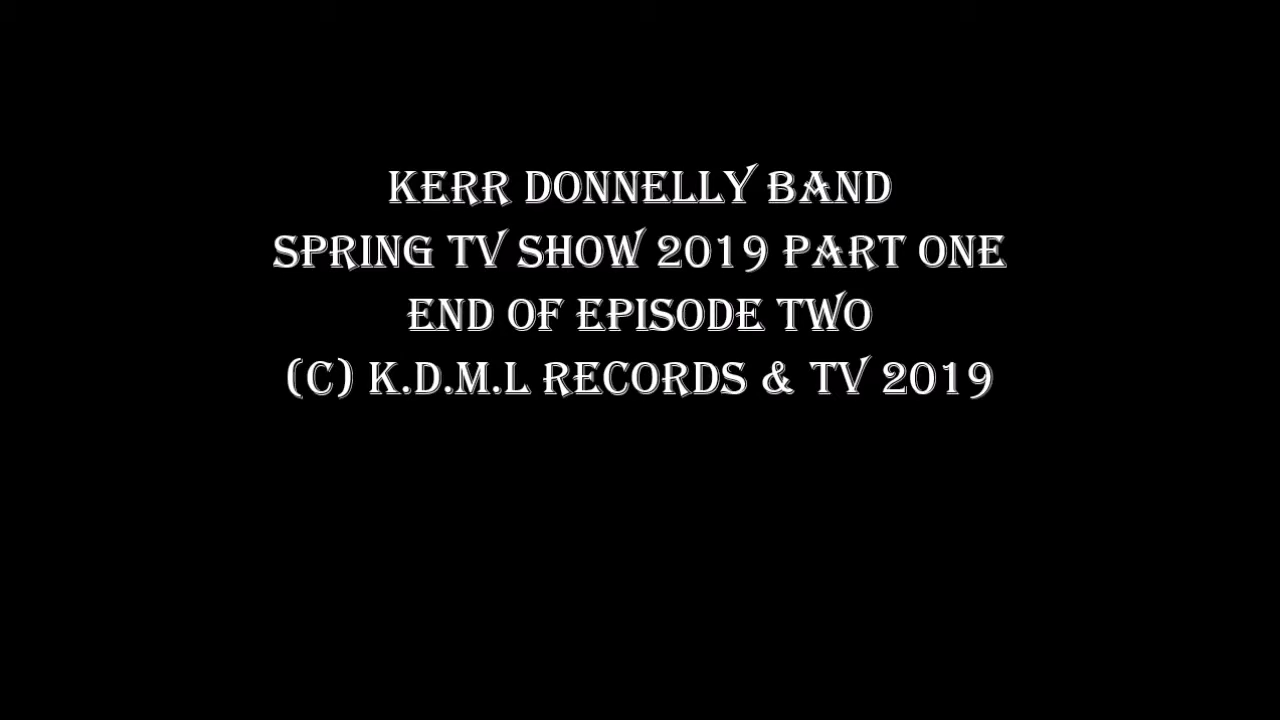 KERR DONNELLY BAND
SPRING TV SHOW 2019 PART ONE
END OF EPISODE TWO
(C) K.D.M.L RECORDS & TV 2019